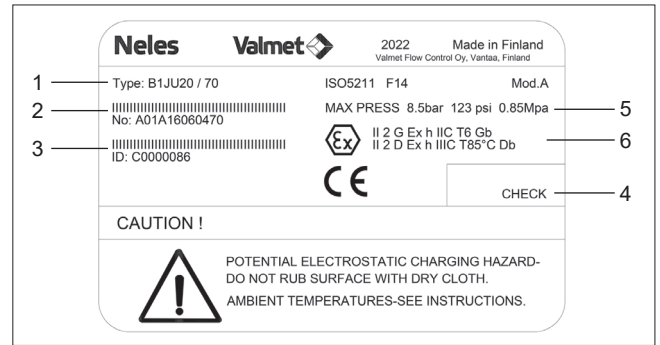 Neles Valmet 2022 Made in Finland
Valmet Flow Control Oy, Vantaa, Finland
1 Type: B1JU20 / 70 ISO5211 F14 Mod.A
2 No: A01A16060470 MAX PRESS 8.5bar 123 psi 0.85Mpa 5
3 ID: C0000086 Ex II 2 G Ex h IIC T6 Gb
II 2 D Ex h IIIC T85°C Db 6
CE CHECK 4
CAUTION !
POTENTIAL ELECTROSTATIC CHARGING HAZARD-
DO NOT RUB SURFACE WITH DRY CLOTH.
AMBIENT TEMPERATURES-SEE INSTRUCTIONS.